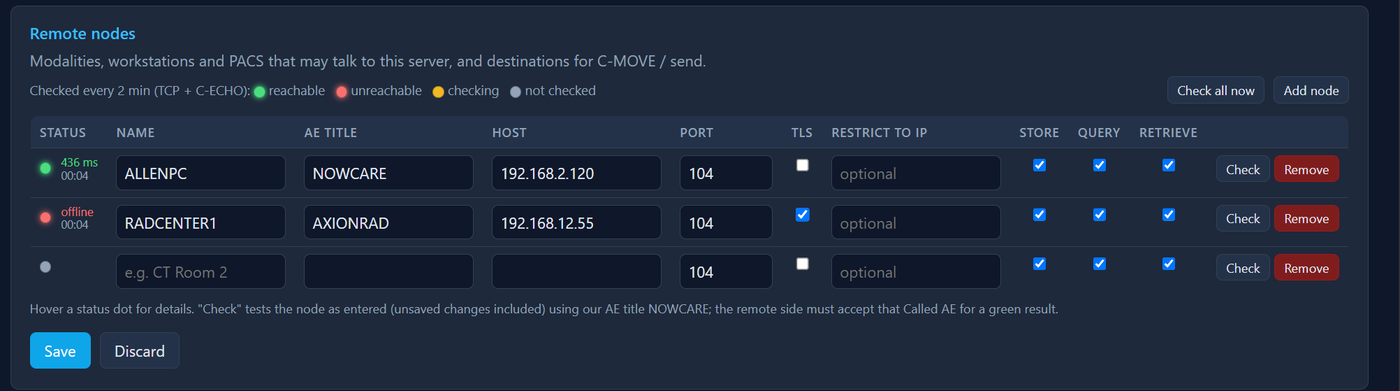 Remote nodes
Modalities, workstations and PACS that may talk to this server, and destinations for C-MOVE / send.
Checked every 2 min (TCP + C-ECHO): reachable unreachable checking not checked Check all now Add node
STATUS NAME AE TITLE HOST PORT TLS RESTRICT TO IP STORE QUERY RETRIEVE
436 ms
00:04 ALLENPC NOWCARE 192.168.2.120 104 optional Check Remove
offline
00:04 RADCENTER1 AXIONRAD 192.168.12.55 104 optional Check Remove
e.g. CT Room 2 104 optional Check Remove
Hover a status dot for details. "Check" tests the node as entered (unsaved changes included) using our AE title NOWCARE; the remote side must accept that Called AE for a green result.
Save Discard